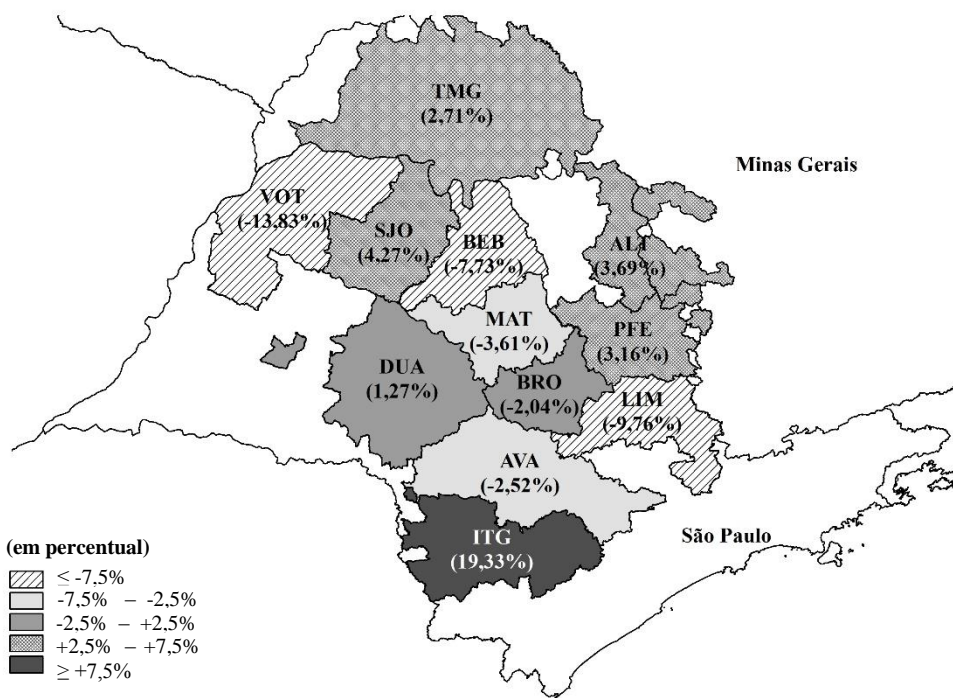 TMG
(2,71%)
Minas Gerais
VOT
(-13,83%)
SJO
(4,27%)
BEB
(-7,73%)
ALT
(3,69%)
MAT
(-3,61%)
PFE
(3,16%)
DUA
(1,27%)
BRO
(-2,04%)
LIM
(-9,76%)
AVA
(-2,52%)
ITG
(19,33%)
São Paulo
(em percentual)
≤ -7,5%
-7,5% – -2,5%
-2,5% – +2,5%
+2,5% – +7,5%
≥ +7,5%